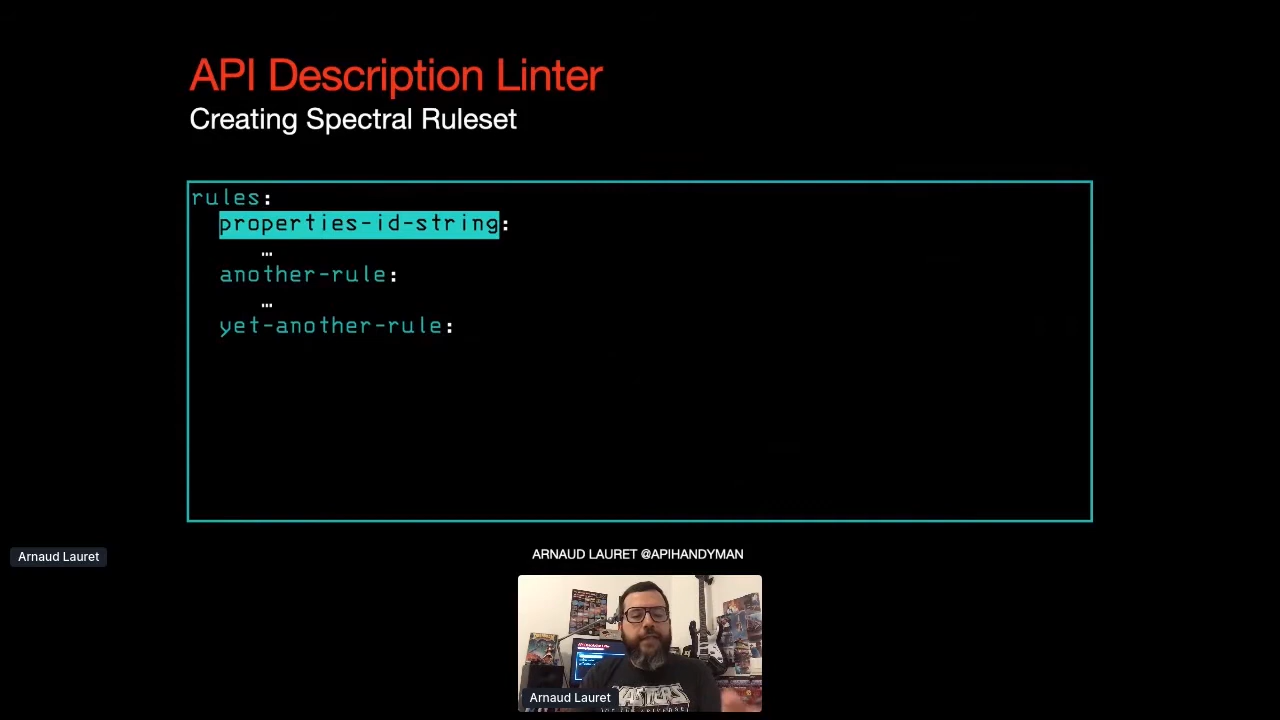 API Description Linter
Creating Spectral Ruleset
rules:
properties-id-string:
…
another-rule:
…
yet-another-rule:
Arnaud Lauret
ARNAUD LAURET @APIHANDYMAN
Arnaud Lauret